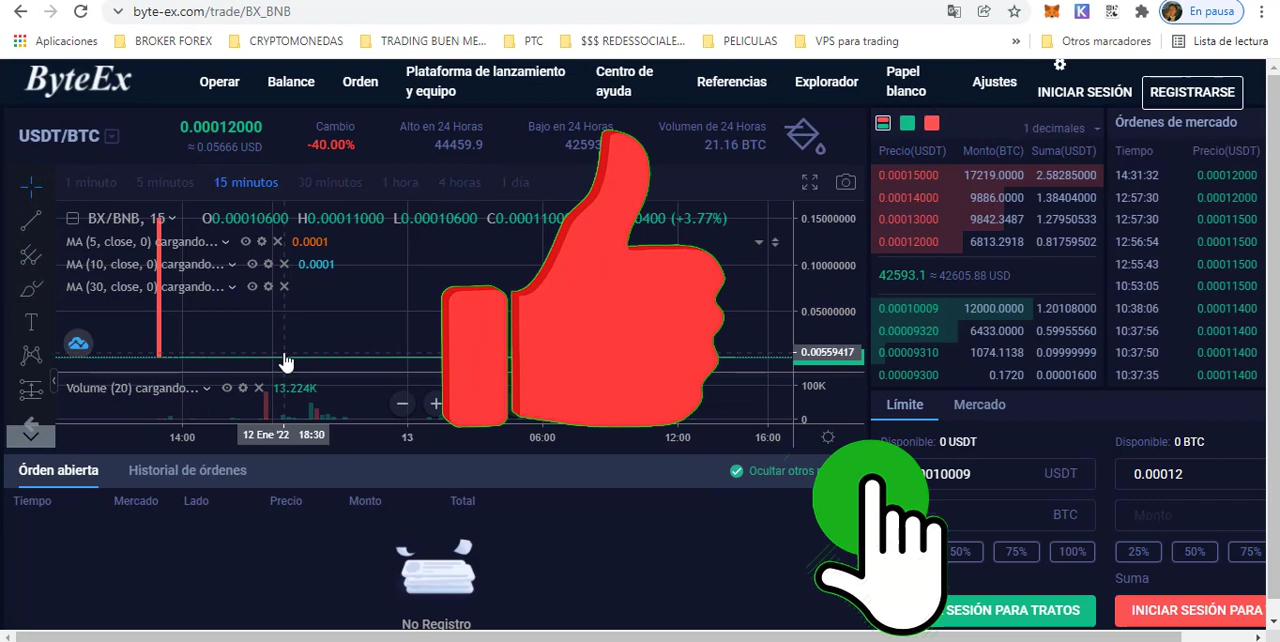 byte-ex.com/trade/BX_BNB
En pausa
Aplicaciones
BROKER FOREX
CRYPTOMONEDAS
TRADING BUEN ME...
PTC
$$$ REDESSOCIALE...
PELICULAS
VPS para trading
»
Otros marcadores
Lista de lectura
ByteEx
Operar
Balance
Orden
Plataforma de lanzamiento
y equipo
Centro de
ayuda
Referencias
Explorador
Papel
blanco
Ajustes
INICIAR SESIÓN
REGISTRARSE
USDT/BTC
0.00012000
≈ 0.05666 USD
Cambio
-40.00%
Alto en 24 Horas
44459.9
Bajo en 24 Horas
4259
Volumen de 24 Horas
21.16 BTC
1 minuto
5 minutos
15 minutos
30 minutos
1 hora
4 horas
1 día
BX/BNB, 15
O0.00010600 H0.00011000 L0.00010600 C0.0001100
0400 (+3.77%)
MA (5, close, 0) cargando... 0.0001
MA (10, close, 0) cargando... 0.0001
MA (30, close, 0) cargando...
Volume (20) cargando... 13.224K
0.15000000
0.10000000
0.05000000
0.00559417
100K
0
14:00
12 Ene '22 18:30
13
06:00
12:00
16:00
1 decimales
Precio(USDT) Monto(BTC) Suma(USDT)
0.00015000 17219.0000 2.58285000
0.00014000 9886.0000 1.38404000
0.00013000 9842.3487 1.27950533
0.00012000 6813.2918 0.81759502
42593.1 ≈ 42605.88 USD
0.00010009 12000.0000 1.20108000
0.00009320 6433.0000 0.59955560
0.00009310 1074.1138 0.09999999
0.00009300 0.1720 0.00001600
Órdenes de mercado
Tiempo Precio(USDT)
14:31:32 0.00012000
12:57:30 0.00012000
12:57:30 0.00011500
12:56:54 0.00011500
12:55:43 0.00011500
10:53:05 0.00011500
10:38:06 0.00011400
10:37:56 0.00011400
10:37:35 0.00011400
Límite
Mercado
Disponible: 0 USDT
Disponible: 0 BTC
0010009 USDT
0.00012
BTC
Monto
50%
75%
100%
25%
50%
75%
Suma
SESIÓN PARA TRATOS
INICIAR SESIÓN PARA
Órden abierta
Historial de órdenes
Ocultar otros
Tiempo
Mercado
Lado
Precio
Monto
Total
No Registro